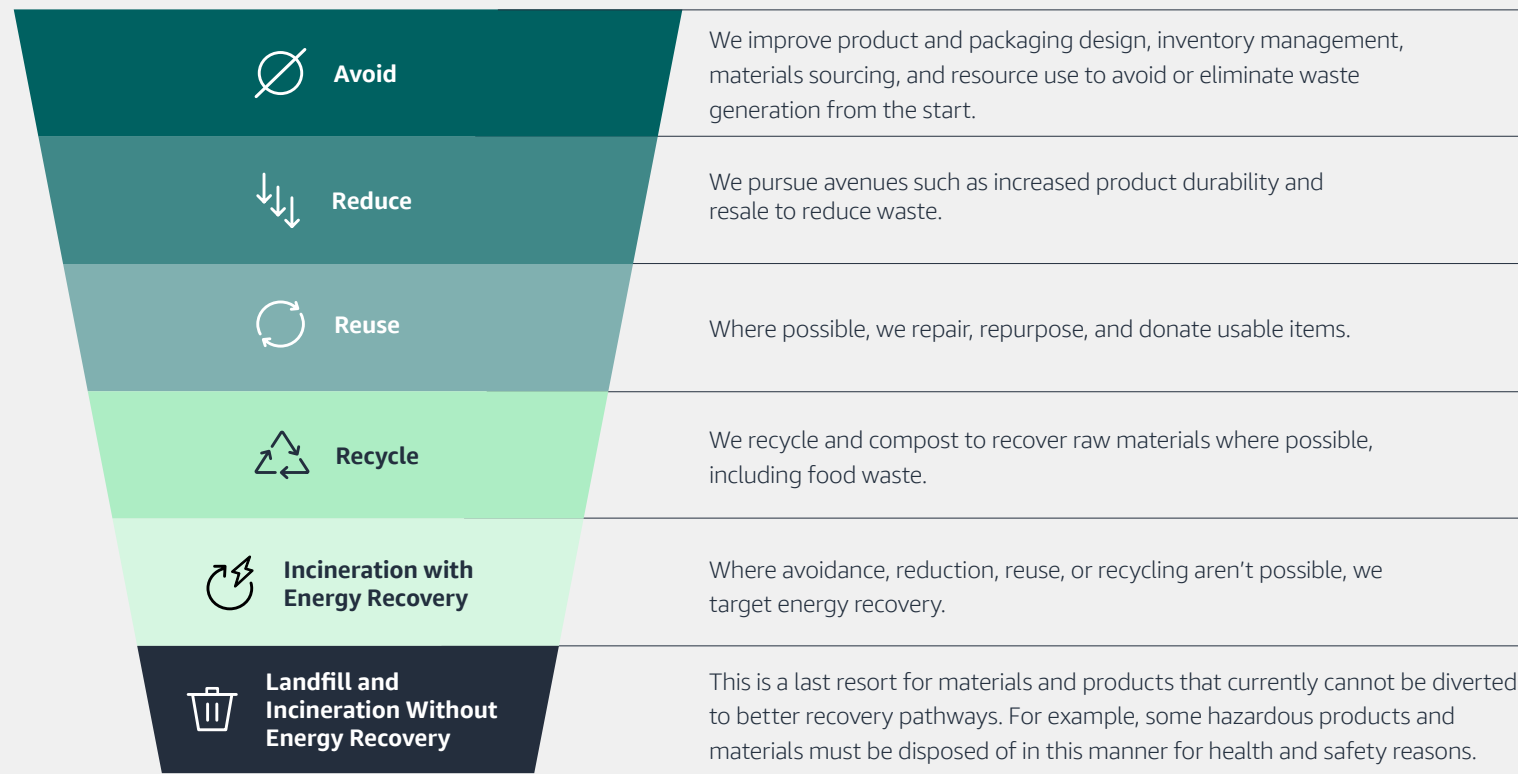 Avoid
We improve product and packaging design, inventory management,
materials sourcing, and resource use to avoid or eliminate waste
generation from the start.
Reduce
We pursue avenues such as increased product durability and
resale to reduce waste.
Reuse
Where possible, we repair, repurpose, and donate usable items.
Recycle
We recycle and compost to recover raw materials where possible,
including food waste.
Incineration with
Energy Recovery
Where avoidance, reduction, reuse, or recycling aren't possible, we
target energy recovery.
Landfill and
Incineration Without
Energy Recovery
This is a last resort for materials and products that currently cannot be diverted
to better recovery pathways. For example, some hazardous products and
materials must be disposed of in this manner for health and safety reasons.